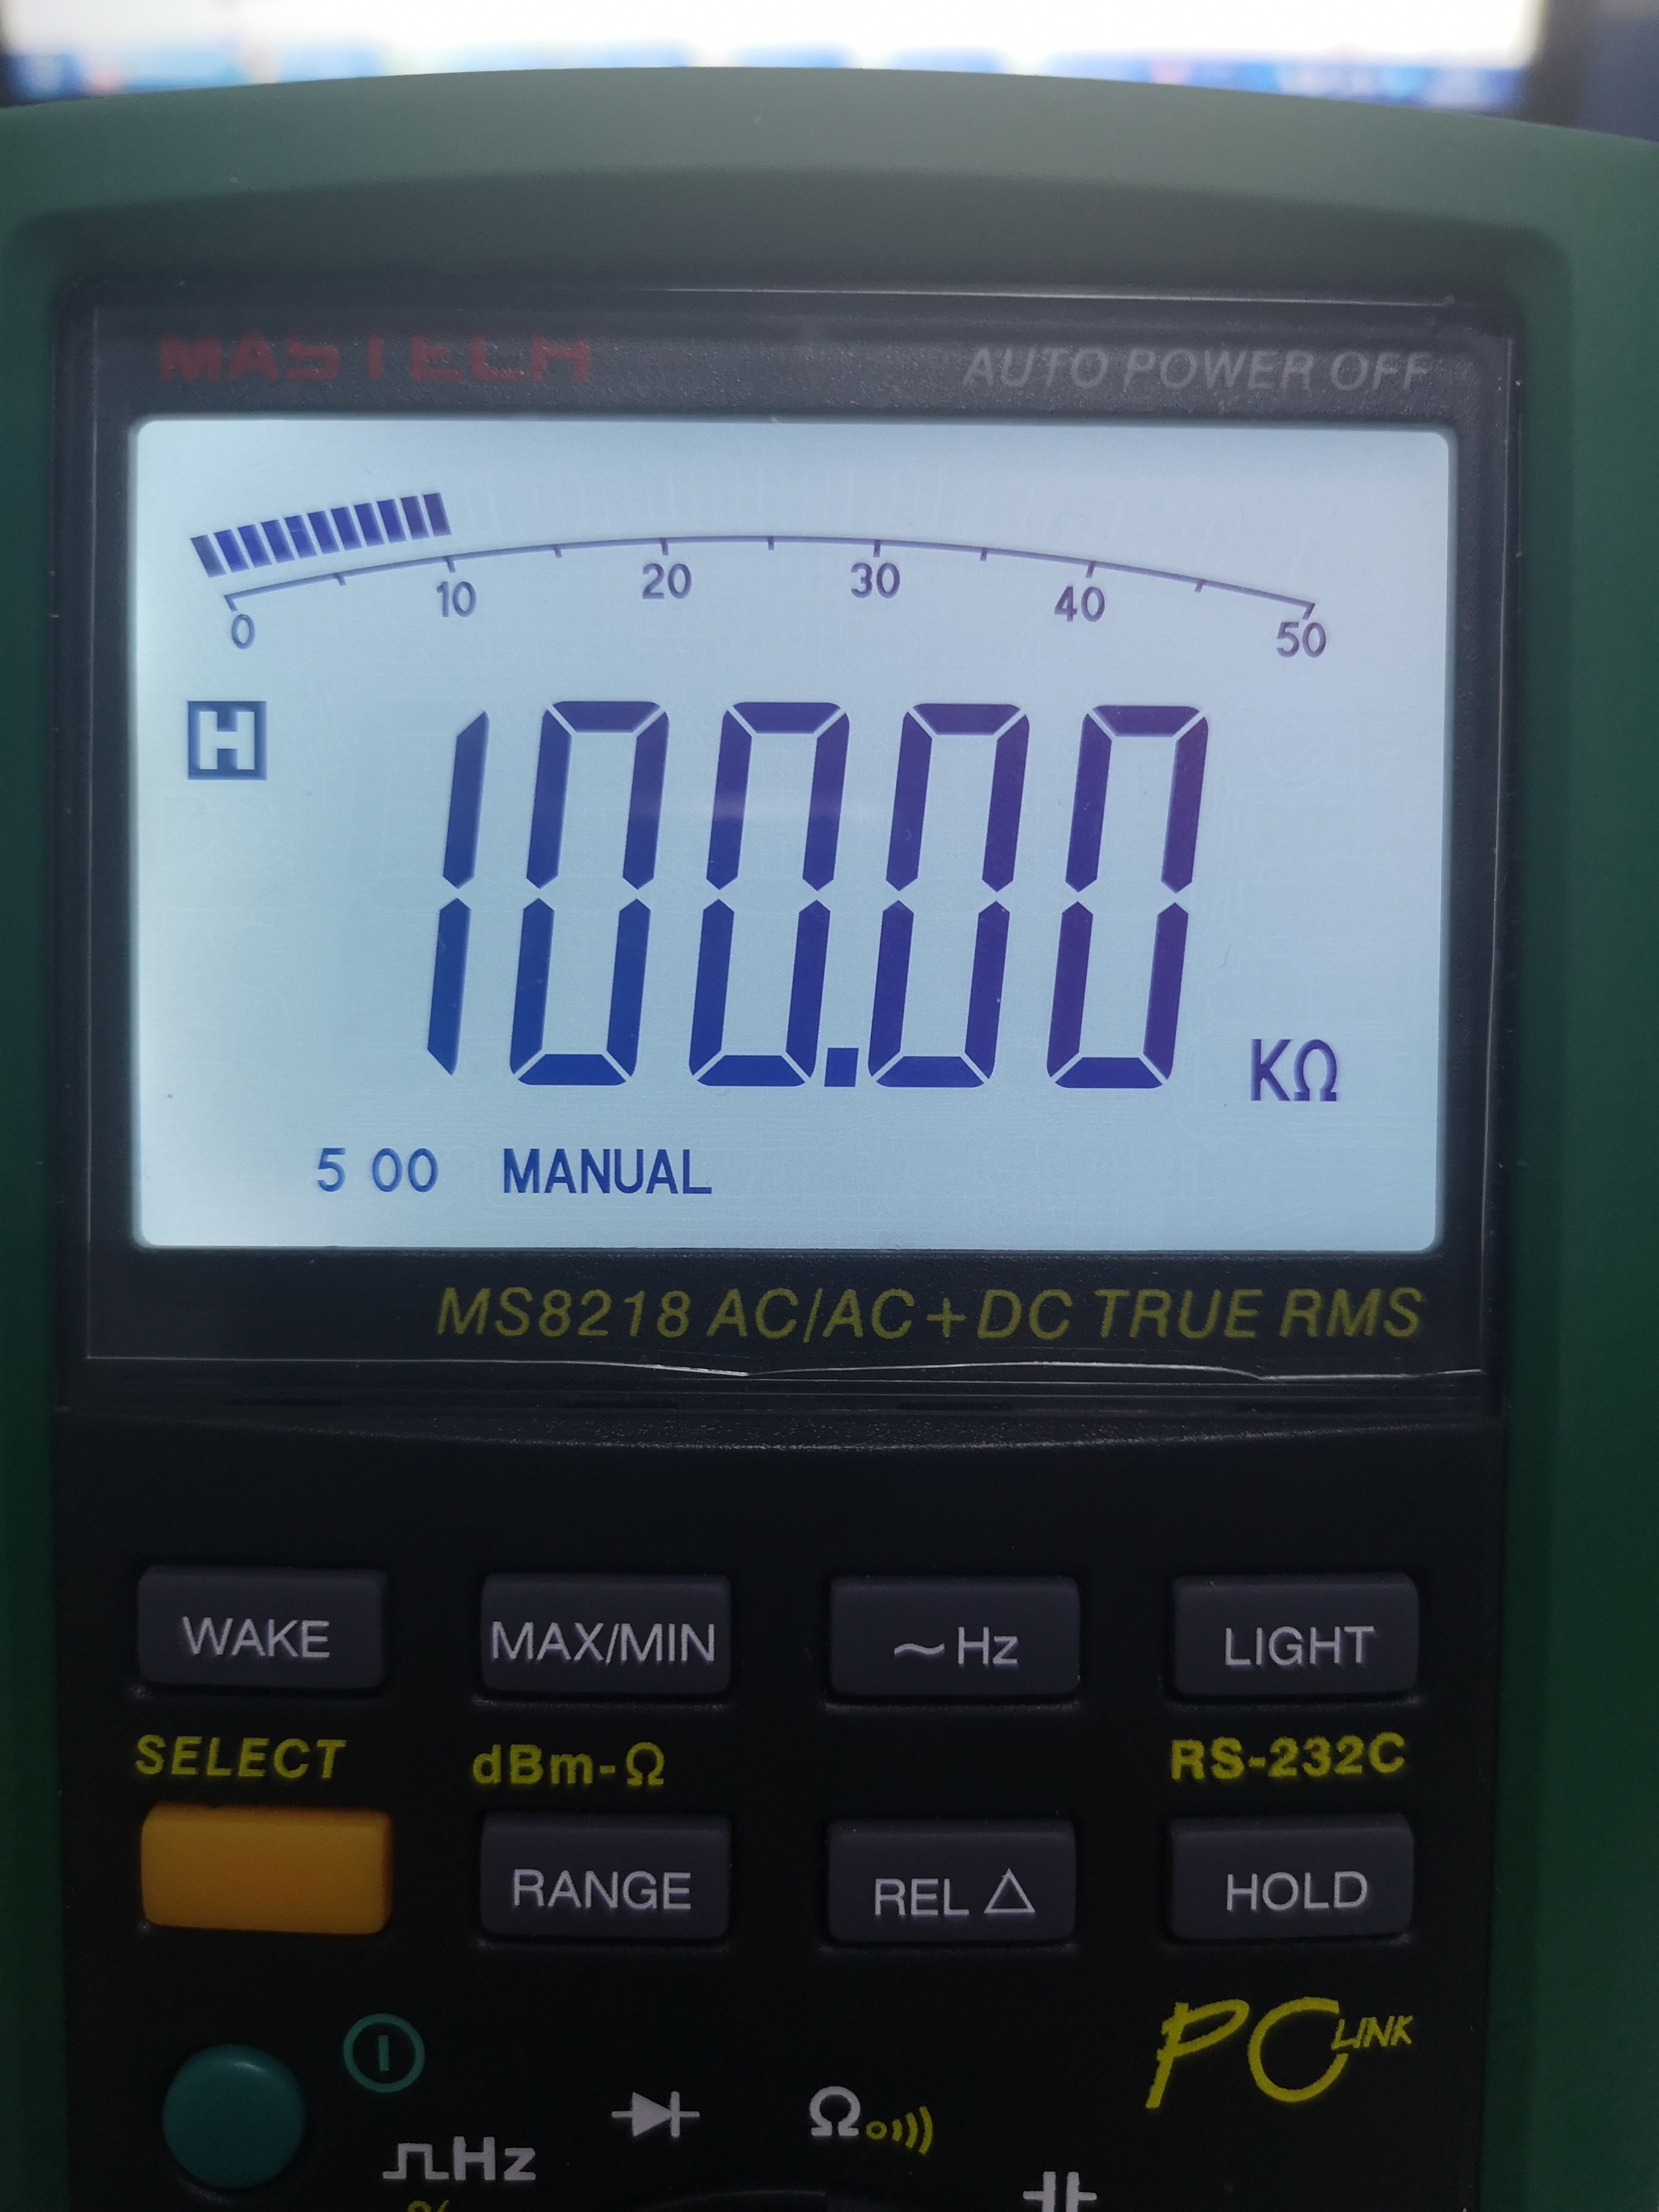 MASTECH AUTO POWER OFF
0 10 20 30 40 50
H
100.00 KΩ
5 00 MANUAL
MS8218 AC/AC+DC TRUE RMS
WAKE MAX/MIN ~Hz LIGHT
SELECT dBm-Ω RS-232C
RANGE REL △ HOLD
PC LINK
Ω
Hz
%